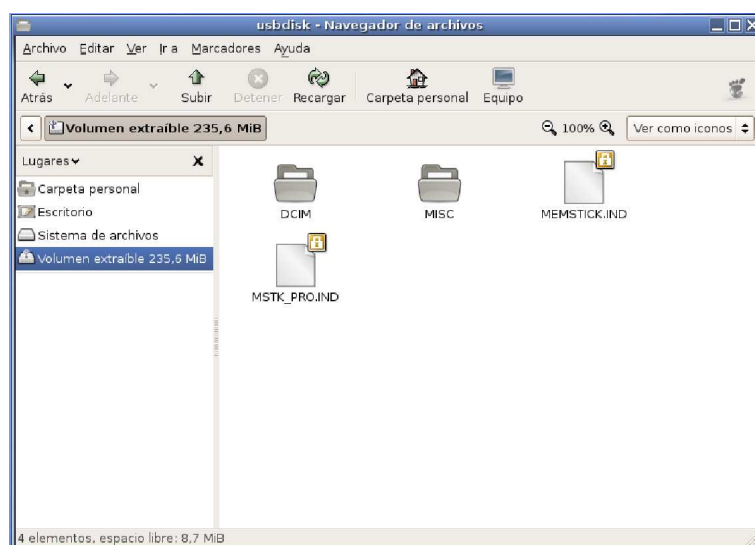 usbdisk - Navegador de archivos
Archivo Editar Ver Ir a Marcadores Ayuda
Atrás Adelante Subir Detener Recargar Carpeta personal Equipo
Volumen extraíble 235,6 MiB 100% Ver como iconos
Lugares
Carpeta personal
Escritorio
Sistema de archivos
Volumen extraíble 235,6 MiB
DCIM MISC MEMSTICK.IND
MSTK_PRO.IND
4 elementos, espacio libre: 8,7 MiB